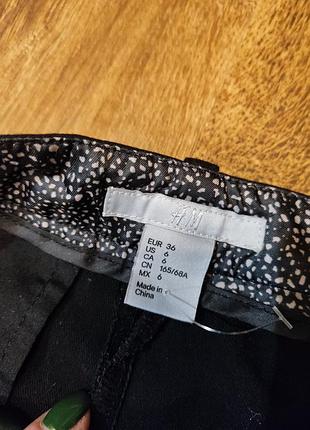 H&M
EUR 36
US 6
CA 6
CN 165/68A
MX 6
Made in
China